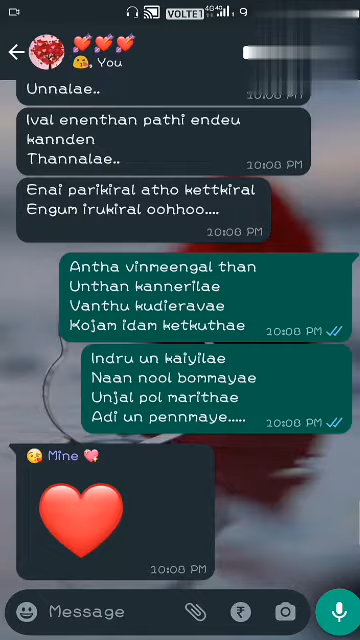 VOLTE1 4G 4G 9
😘, You
Unnalae..
10:08 PM
Ival enenthan pathi endeu
kannden
Thannalae..
10:08 PM
Enai parikiral atho kettkiral
Engum irukiral oohhoo....
10:08 PM
Antha vinmeengal than
Unthan kannerilae
Vanthu kudieravae
Kojam idam ketkuthae 10:08 PM
Indru un kaiyilae
Naan nool bommayae
Unjal pol marithae
Adi un pennmaye..... 10:08 PM
😘 Mine 💘
10:08 PM
Message